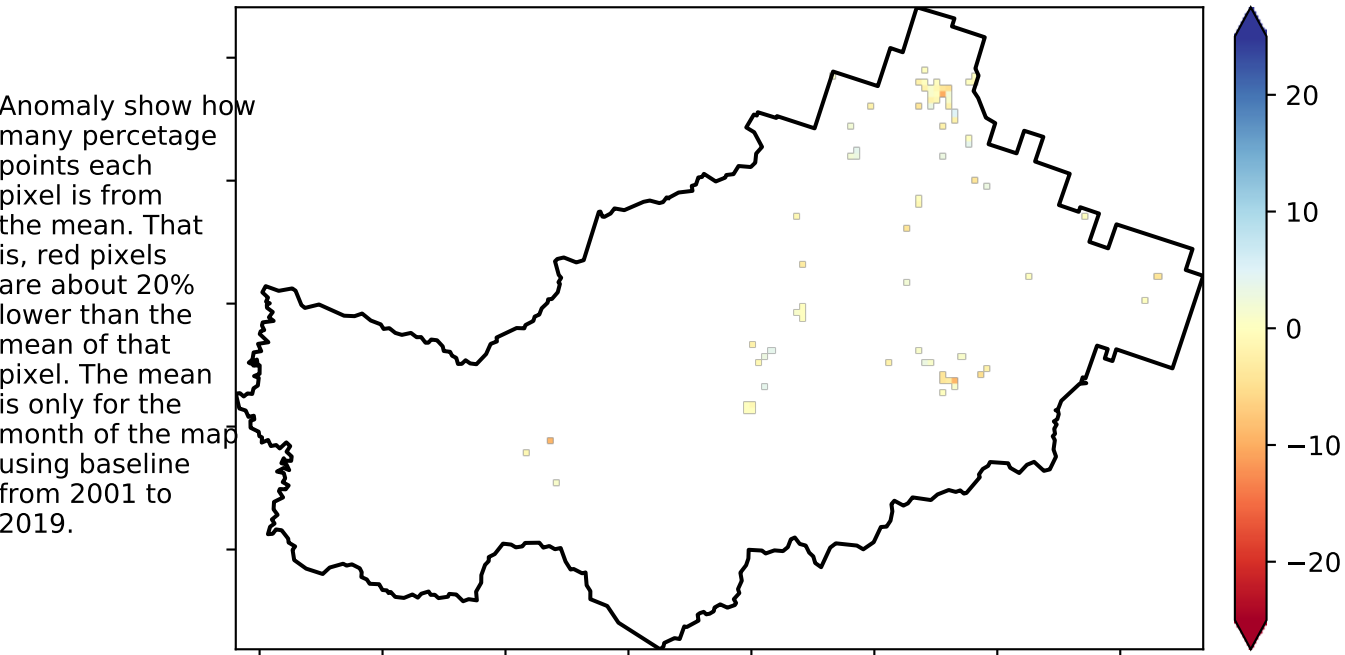 Anomaly show how
many percetage
points each
pixel is from
the mean. That
is, red pixels
are about 20%
lower than the
mean of that
pixel. The mean
is only for the
month of the map
using baseline
from 2001 to
2019.
20
10
0
−10
−20